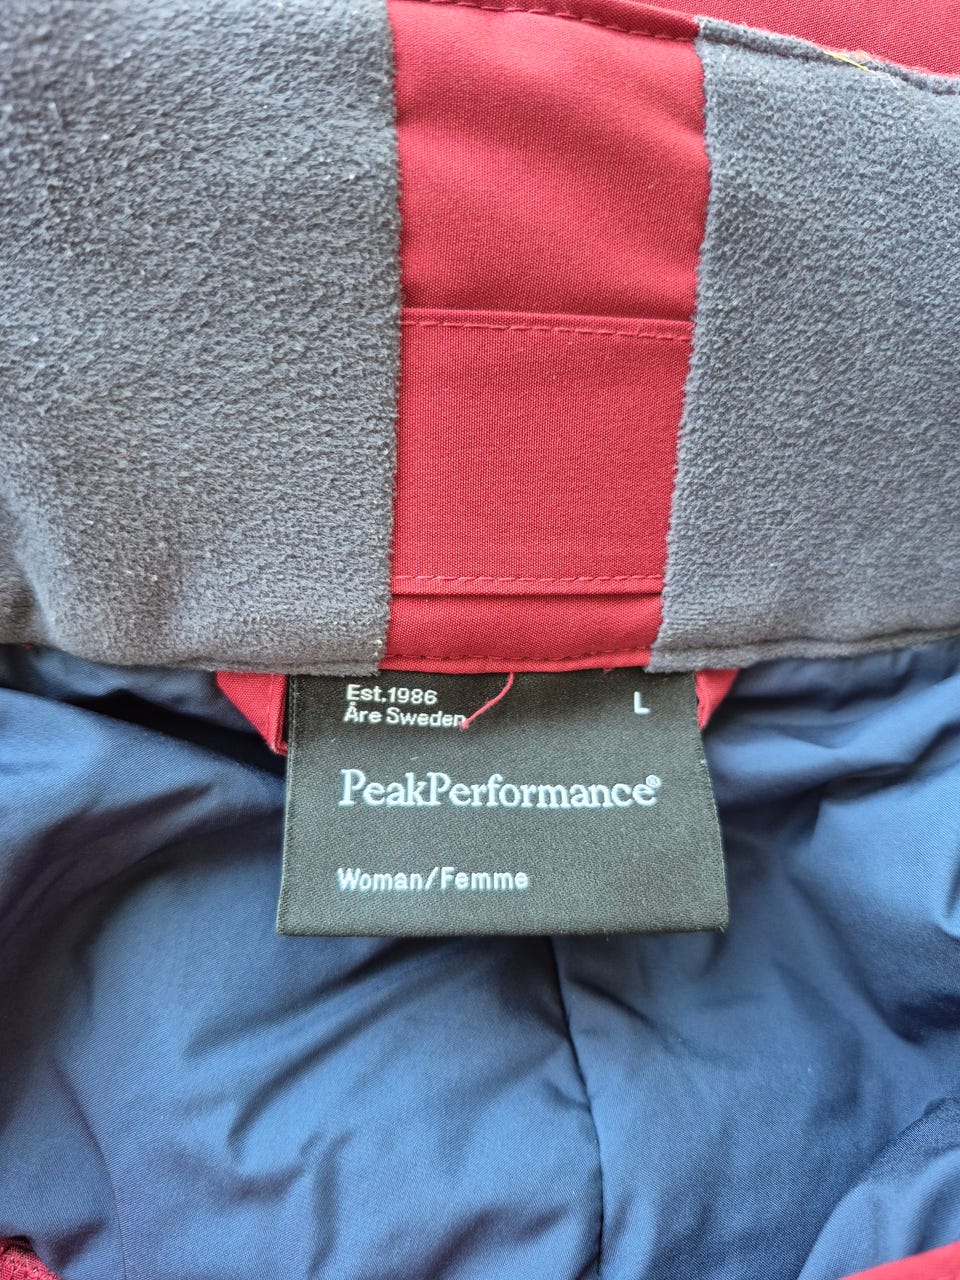 Est.1986
Åre Sweden
L
PeakPerformance®
Woman/Femme